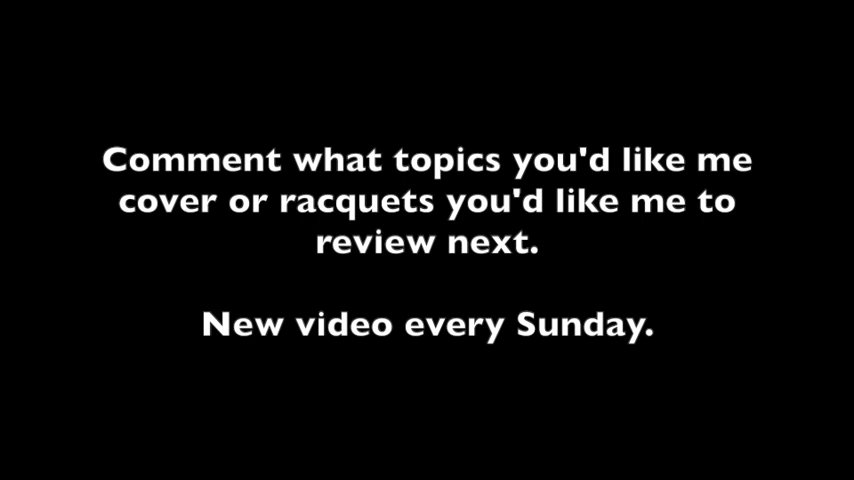 Comment what topics you'd like me
cover or racquets you'd like me to
review next.
New video every Sunday.